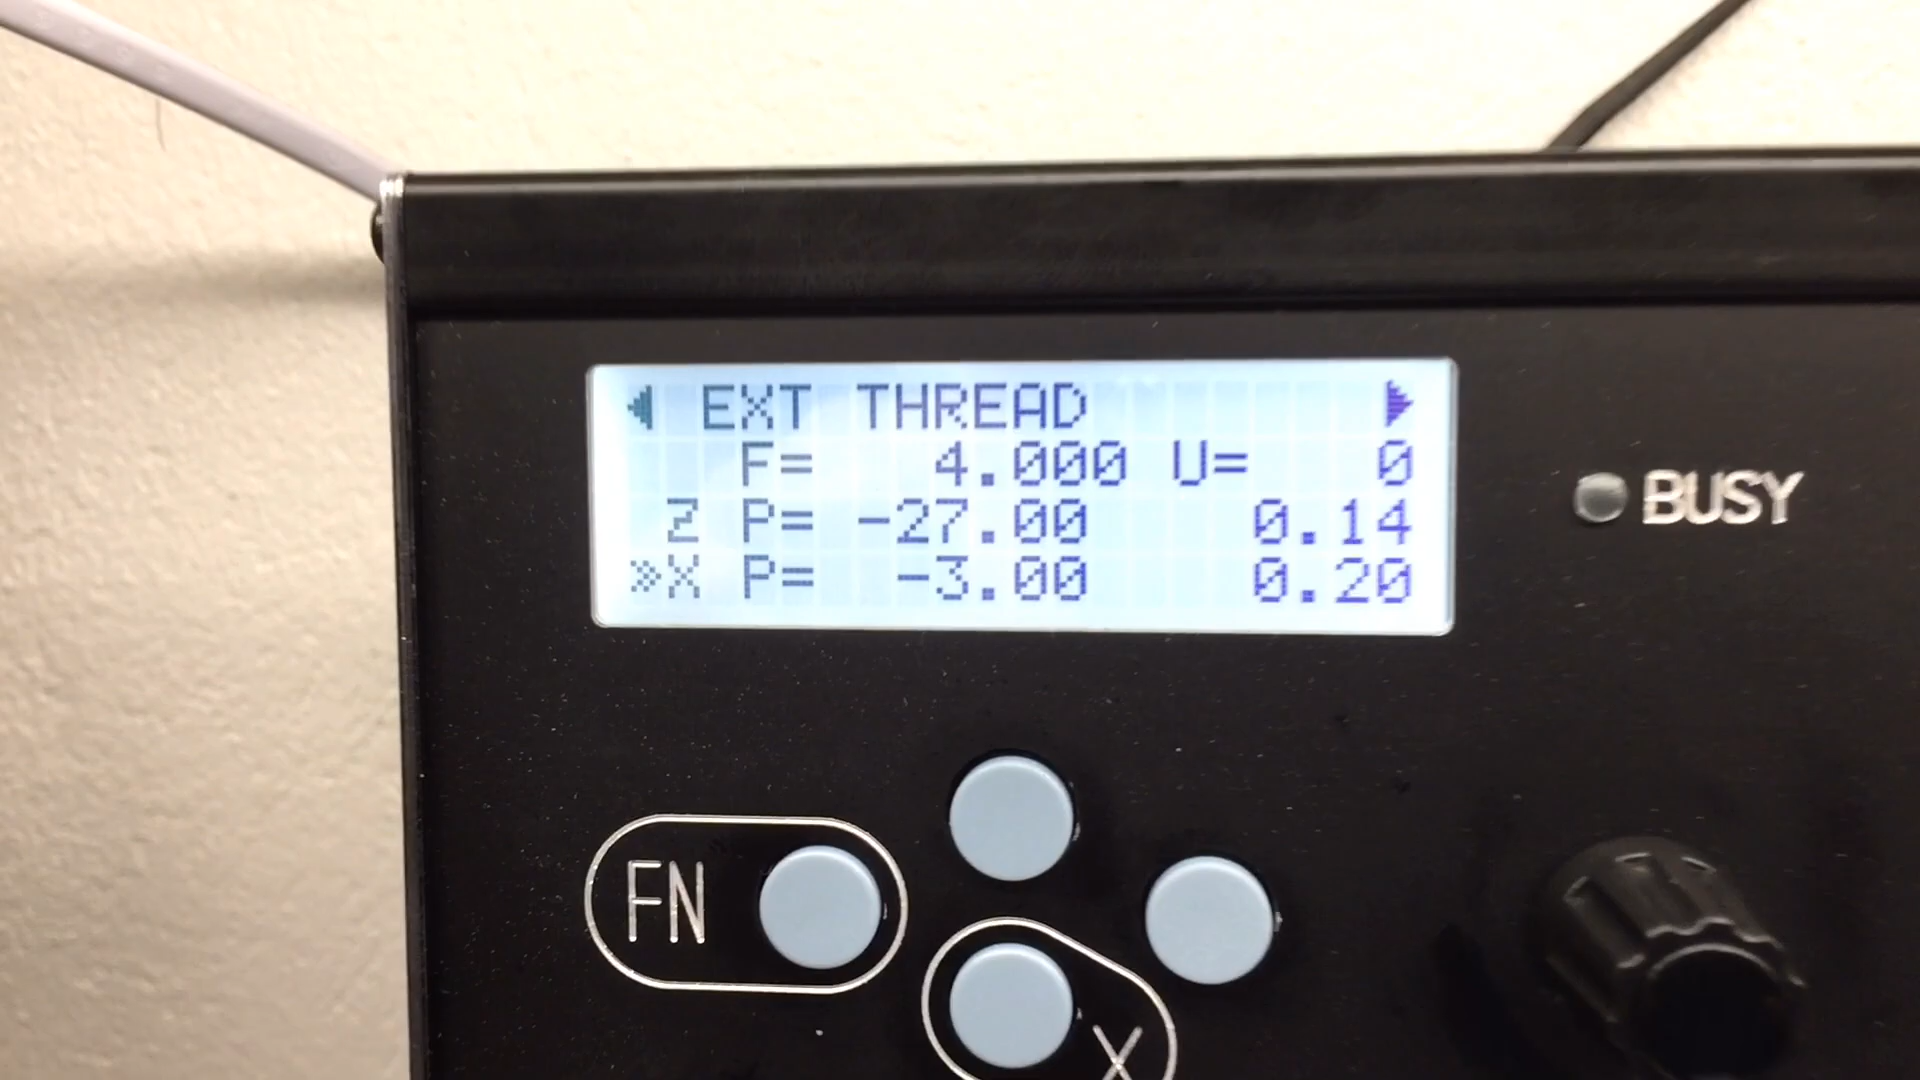 ◀ EXT THREAD ▶
F= 4.000 U= 0
Z P= -27.00 0.14
»X P= -3.00 0.20
BUSY
FN
X